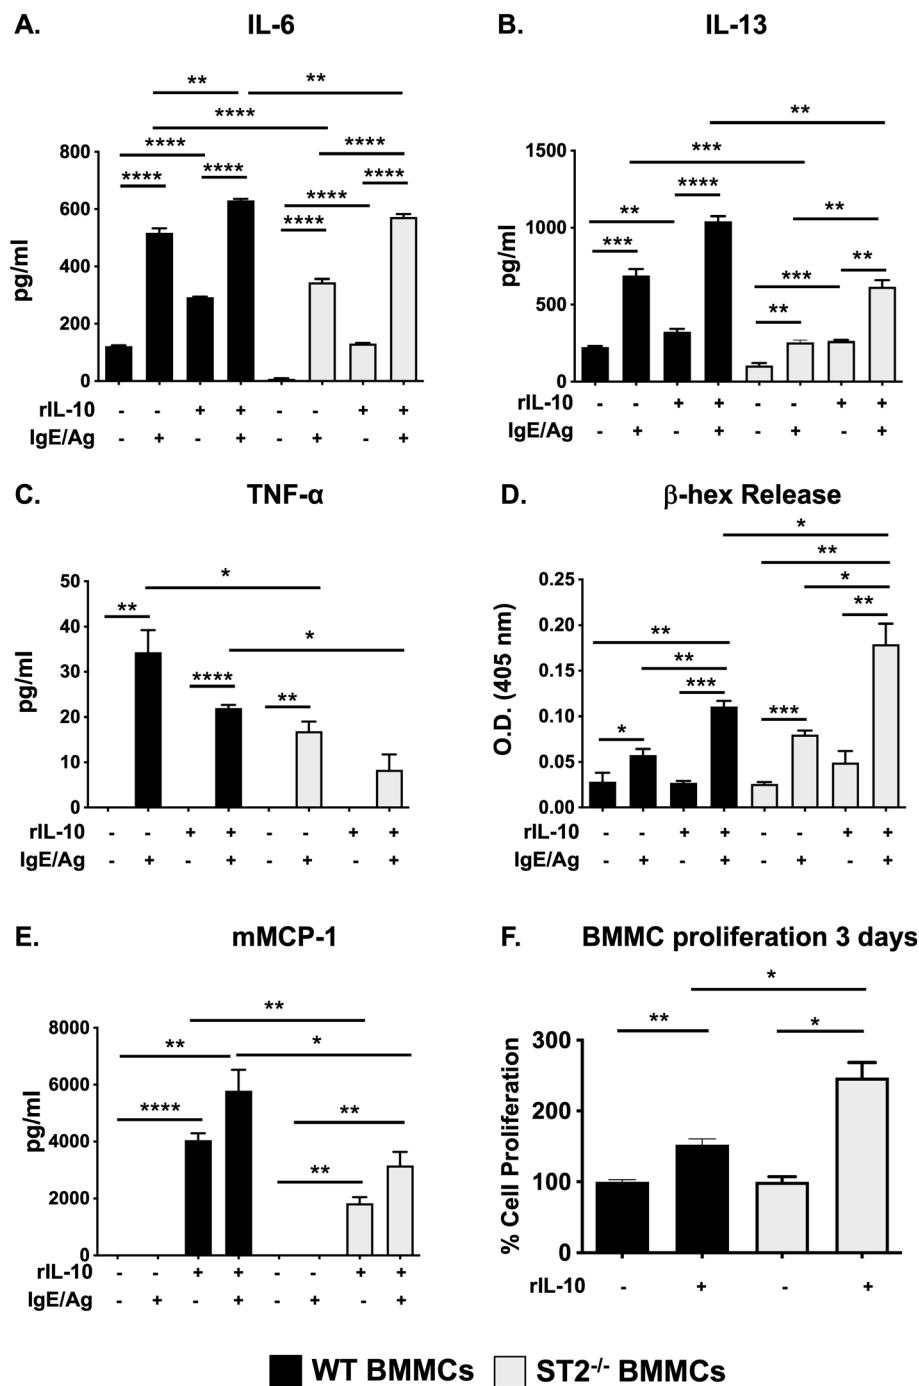 A. IL-6
** **
****
**** ****
**** **** **** ****
****
800
600
400
200
0
pg/ml
rIL-10 - - + + - - + +
IgE/Ag - + - + - + - +
B. IL-13
**
***
****
** **
*** *** **
**
1500
1000
500
0
pg/ml
rIL-10 - - + + - - + +
IgE/Ag - + - + - + - +
C. TNF-α
*
** *
**** **
50
40
30
20
10
0
pg/ml
rIL-10 - - + + - - + +
IgE/Ag - + - + - + - +
D. β-hex Release
*
**
*
** **
**
*** ***
*
0.25
0.20
0.15
0.10
0.05
0.00
O.D. (405 nm)
rIL-10 - - + + - - + +
IgE/Ag - + - + - + - +
E. mMCP-1
**
** *
**** **
**
8000
6000
4000
2000
0
pg/ml
rIL-10 - - + + - - + +
IgE/Ag - + - + - + - +
F. BMMC proliferation 3 days
*
** *
300
200
100
0
% Cell Proliferation
rIL-10 - + - +
WT BMMCs ST2-/- BMMCs